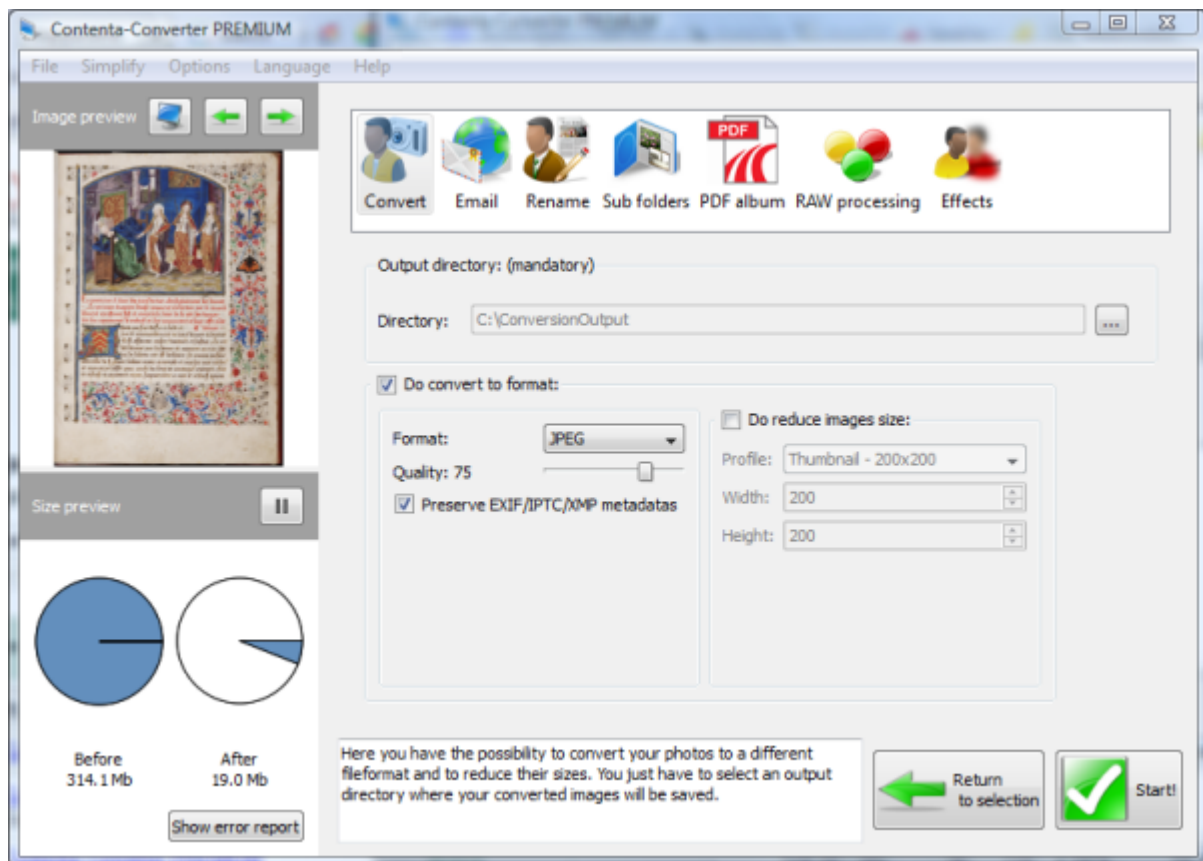 Contenta-Converter PREMIUM
File Simplify Options Language Help
Image preview
PDF
Convert Email Rename Sub folders PDF album RAW processing Effects
Output directory: (mandatory)
Directory: C:\ConversionOutput ...
Do convert to format:
Format: JPEG
Quality: 75
Preserve EXIF/IPTC/XMP metadatas
Do reduce images size:
Profile: Thumbnail - 200x200
Width: 200
Height: 200
Size preview
Before
314.1 Mb
After
19.0 Mb
Show error report
Here you have the possibility to convert your photos to a different
fileformat and to reduce their sizes. You just have to select an output
directory where your converted images will be saved.
Return
to selection
Start!